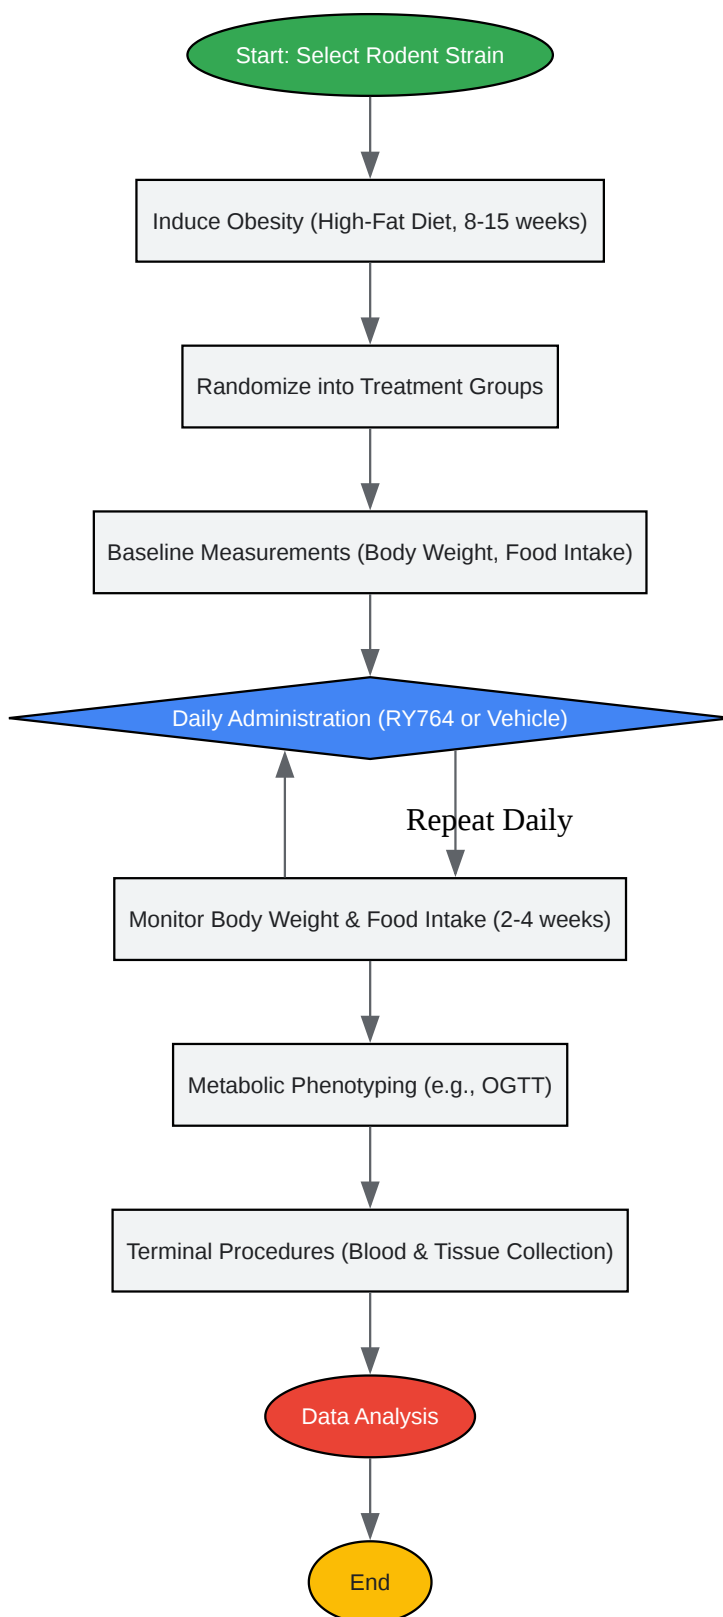 Start: Select Rodent Strain
Induce Obesity (High-Fat Diet, 8-15 weeks)
Randomize into Treatment Groups
Baseline Measurements (Body Weight, Food Intake)
Daily Administration (RY764 or Vehicle)
Repeat Daily
Monitor Body Weight & Food Intake (2-4 weeks)
Metabolic Phenotyping (e.g., OGTT)
Terminal Procedures (Blood & Tissue Collection)
Data Analysis
End